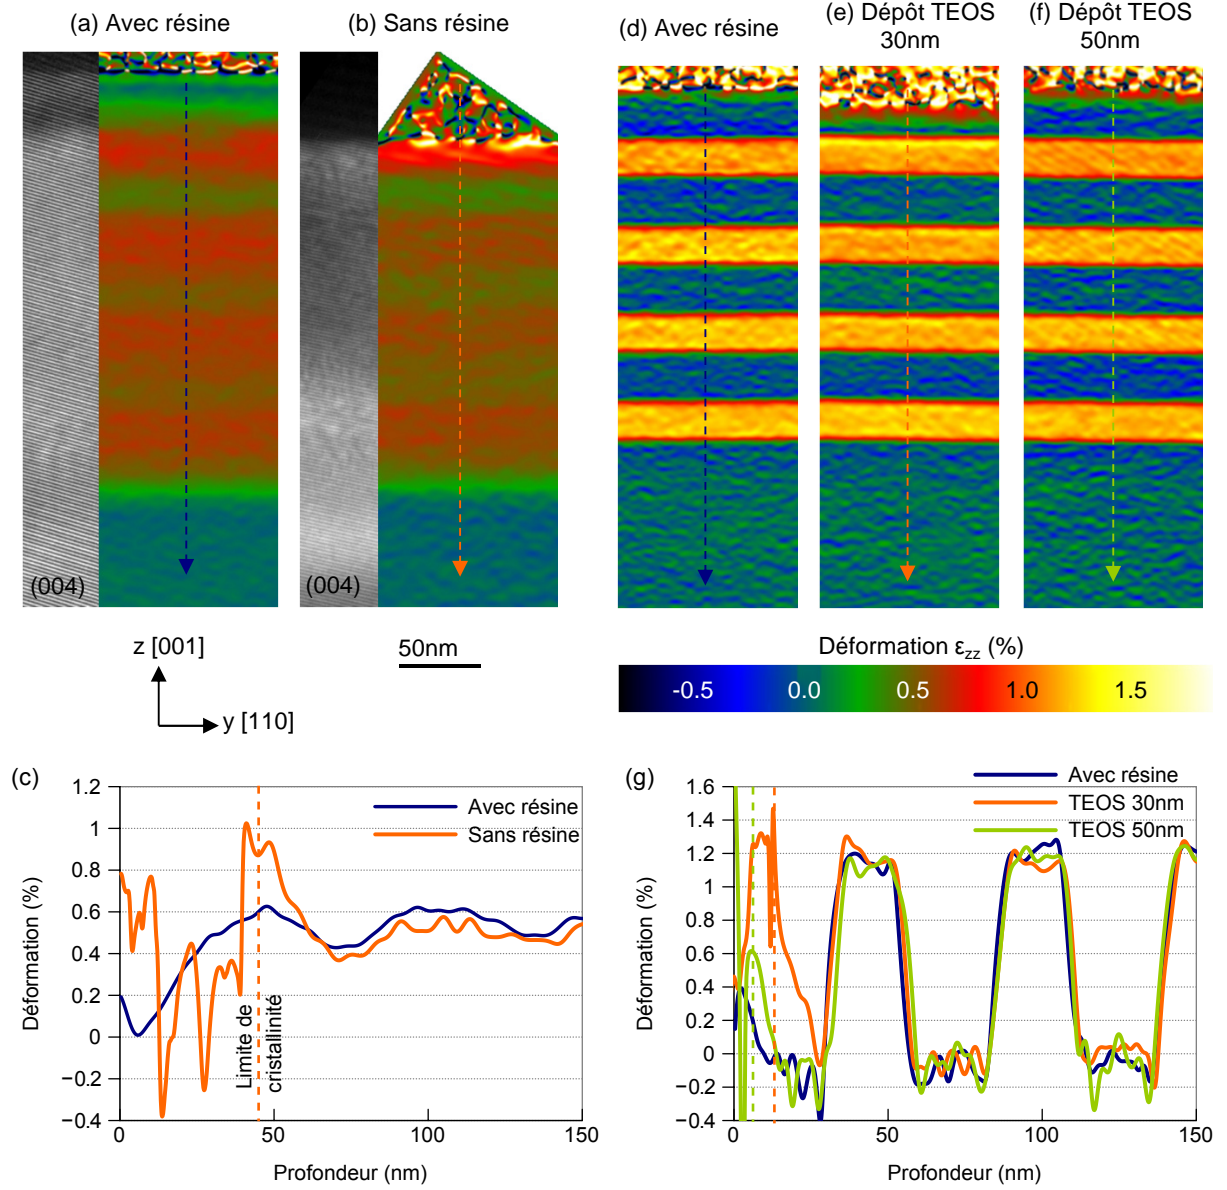 (a) Avec résine
(b) Sans résine
(d) Avec résine
(e) Dépôt TEOS
30nm
(f) Dépôt TEOS
50nm
(004)
(004)
z [001]
y [110]
50nm
Déformation εzz (%)
-0.5 0.0 0.5 1.0 1.5
(c)
1.2
1
0.8
0.6
0.4
0.2
0
−0.2
−0.4
Déformation (%)
Avec résine
Sans résine
Limite de
cristallinité
0 50 100 150
Profondeur (nm)
(g)
1.6
1.4
1.2
1
0.8
0.6
0.4
0.2
0
−0.2
−0.4
Déformation (%)
Avec résine
TEOS 30nm
TEOS 50nm
0 50 100 150
Profondeur (nm)